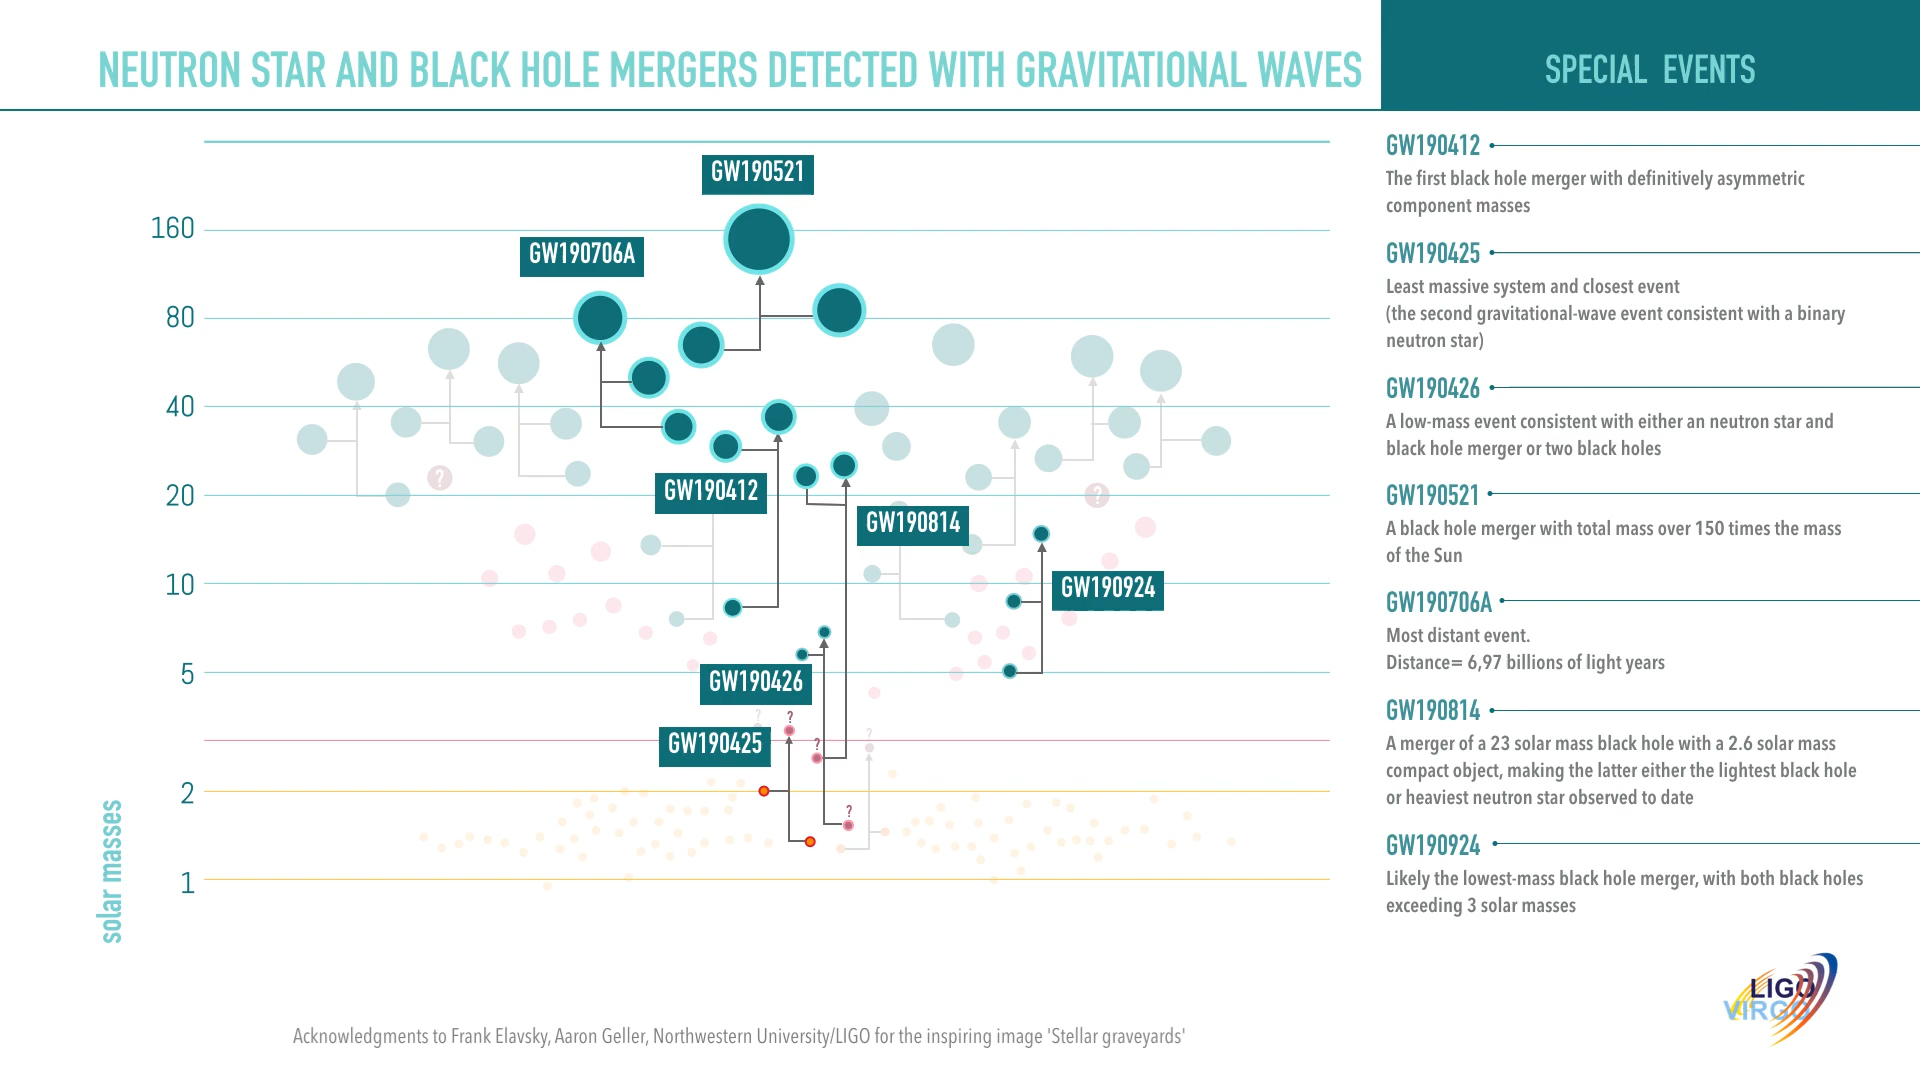 NEUTRON STAR AND BLACK HOLE MERGERS DETECTED WITH GRAVITATIONAL WAVES
SPECIAL EVENTS
GW190521
GW190706A
160
80
40
?
?
20
GW190412
GW190814
10
GW190924
5
GW190426
?
?
?
?
GW190425
2
?
1
solar masses
GW190412
The first black hole merger with definitively asymmetric
component masses
GW190425
Least massive system and closest event
(the second gravitational-wave event consistent with a binary
neutron star)
GW190426
A low-mass event consistent with either an neutron star and
black hole merger or two black holes
GW190521
A black hole merger with total mass over 150 times the mass
of the Sun
GW190706A
Most distant event.
Distance= 6,97 billions of light years
GW190814
A merger of a 23 solar mass black hole with a 2.6 solar mass
compact object, making the latter either the lightest black hole
or heaviest neutron star observed to date
GW190924
Likely the lowest-mass black hole merger, with both black holes
exceeding 3 solar masses
LIGO
VIRGO
Acknowledgments to Frank Elavsky, Aaron Geller, Northwestern University/LIGO for the inspiring image 'Stellar graveyards'